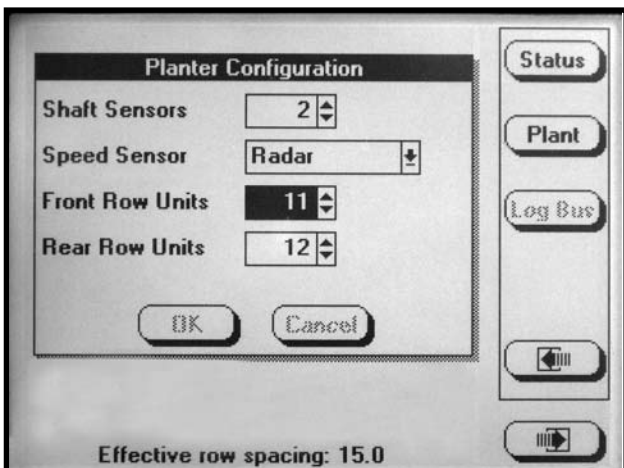 Planter Configuration
Shaft Sensors 2
Speed Sensor Radar
Front Row Units 11
Rear Row Units 12
OK Cancel
Effective row spacing: 15.0
Status
Plant
Log Bus